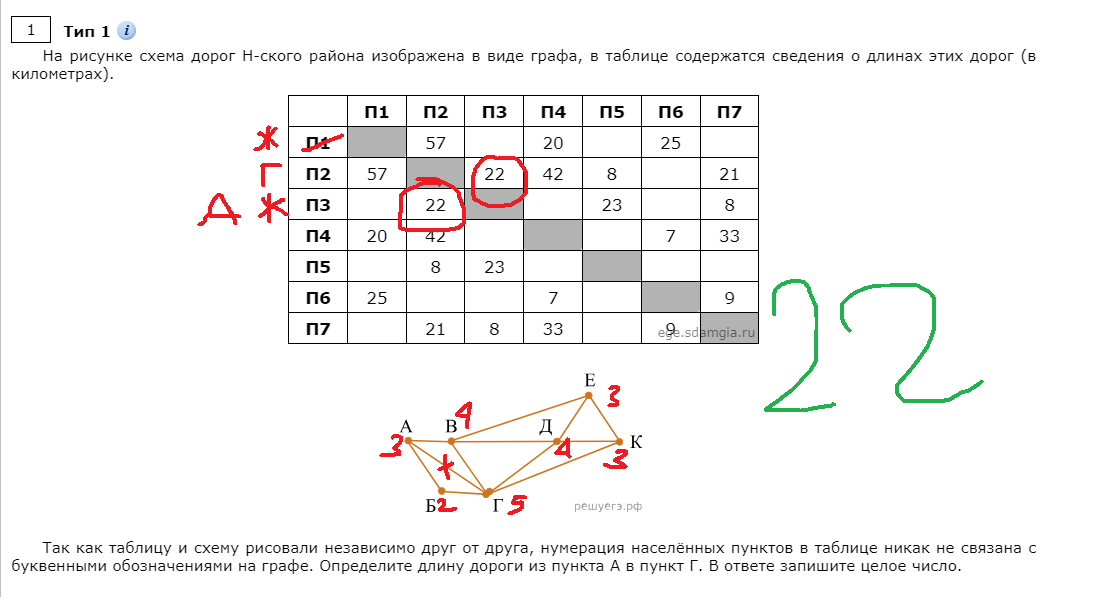 1 Тип 1 i
На рисунке схема дорог Н-ского района изображена в виде графа, в таблице содержатся сведения о длинах этих дорог (в
километрах).
П1 П2 П3 П4 П5 П6 П7
Ж П1 57 20 25
Г П2 57 22 42 8 21
Д Ж П3 22 23 8
П4 20 42 7 33
П5 8 23
П6 25 7 9
П7 21 8 33 9
ege.sdamgia.ru
22
Е 3
А 3 В 4 Д 4 К 3
Б 2 Г 5
решуегэ.рф
Так как таблицу и схему рисовали независимо друг от друга, нумерация населённых пунктов в таблице никак не связана с
буквенными обозначениями на графе. Определите длину дороги из пункта А в пункт Г. В ответе запишите целое число.